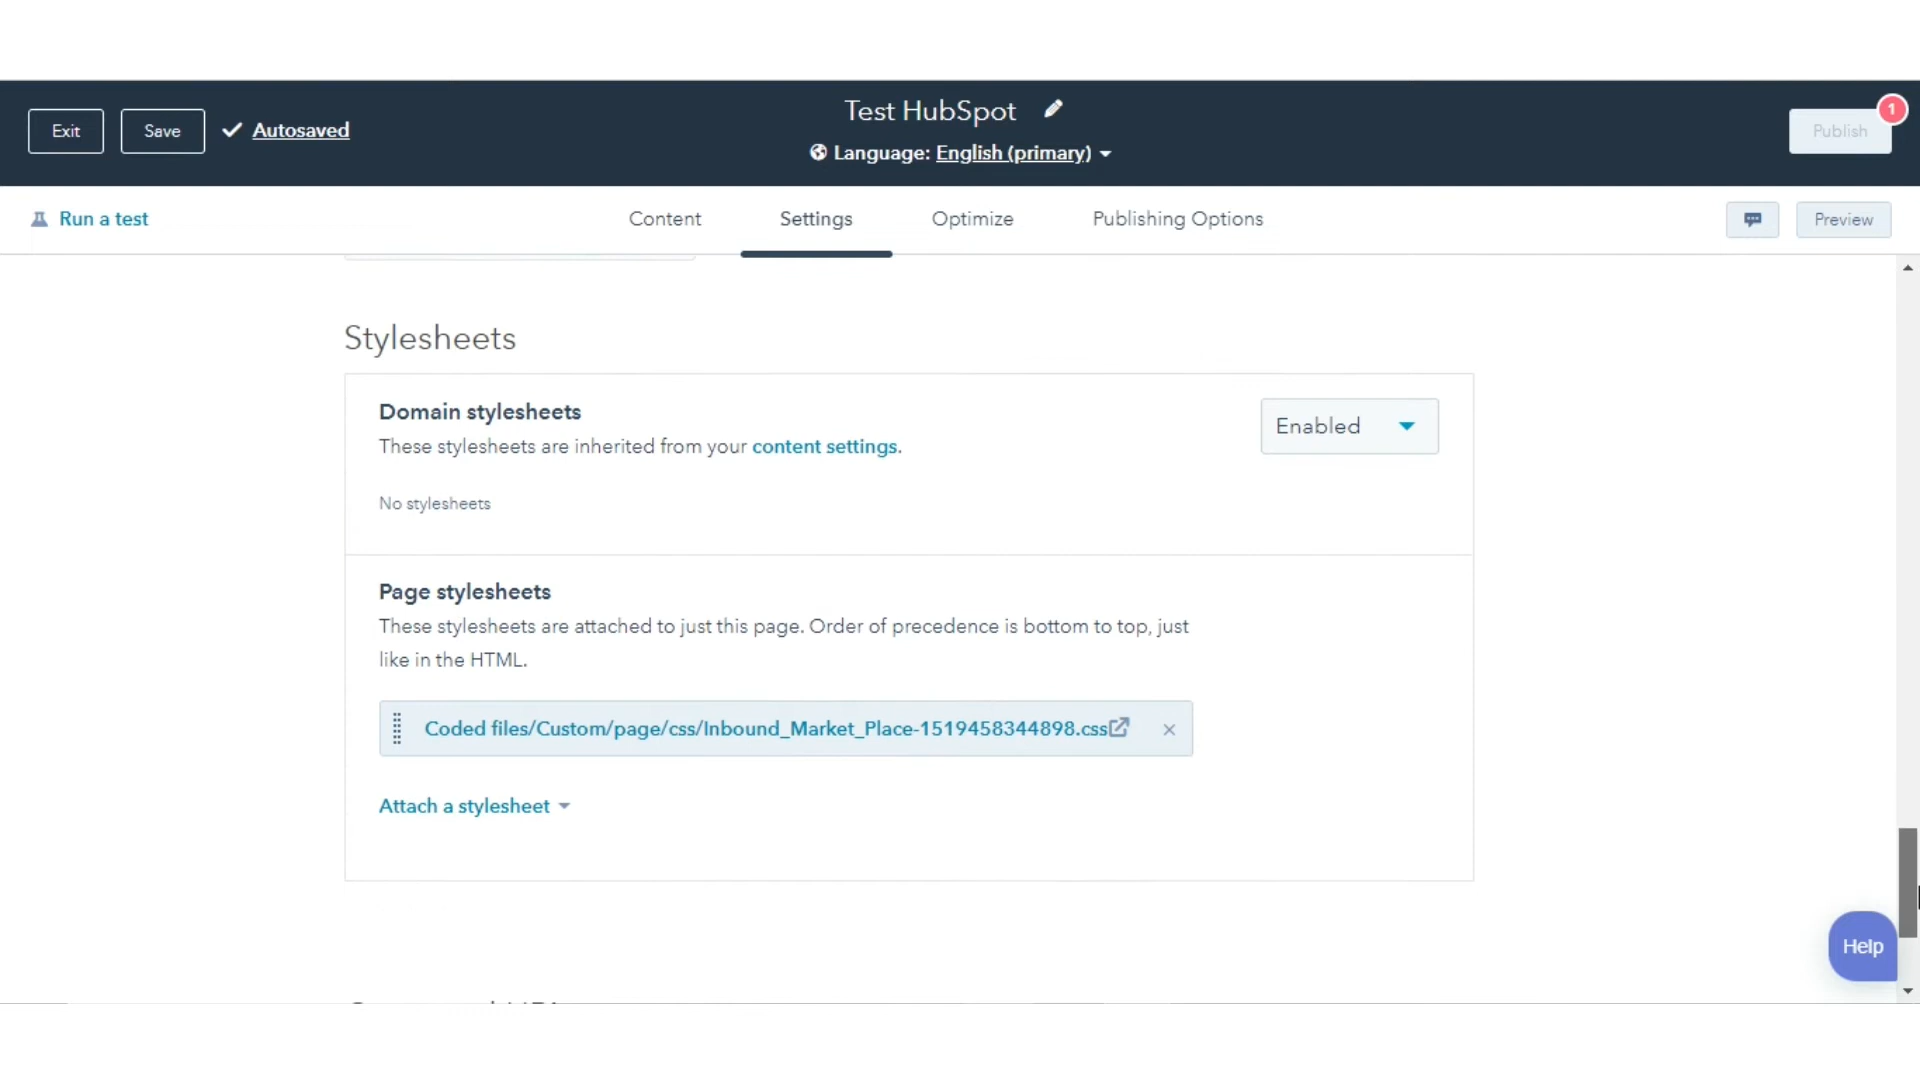 Exit
Save
Autosaved
Test HubSpot
Language: English (primary)
Publish
1
Run a test
Content
Settings
Optimize
Publishing Options
Preview
Stylesheets
Domain stylesheets
These stylesheets are inherited from your content settings.
Enabled
No stylesheets
Page stylesheets
These stylesheets are attached to just this page. Order of precedence is bottom to top, just
like in the HTML.
Coded files/Custom/page/css/Inbound_Market_Place-1519458344898.css
Attach a stylesheet
Help